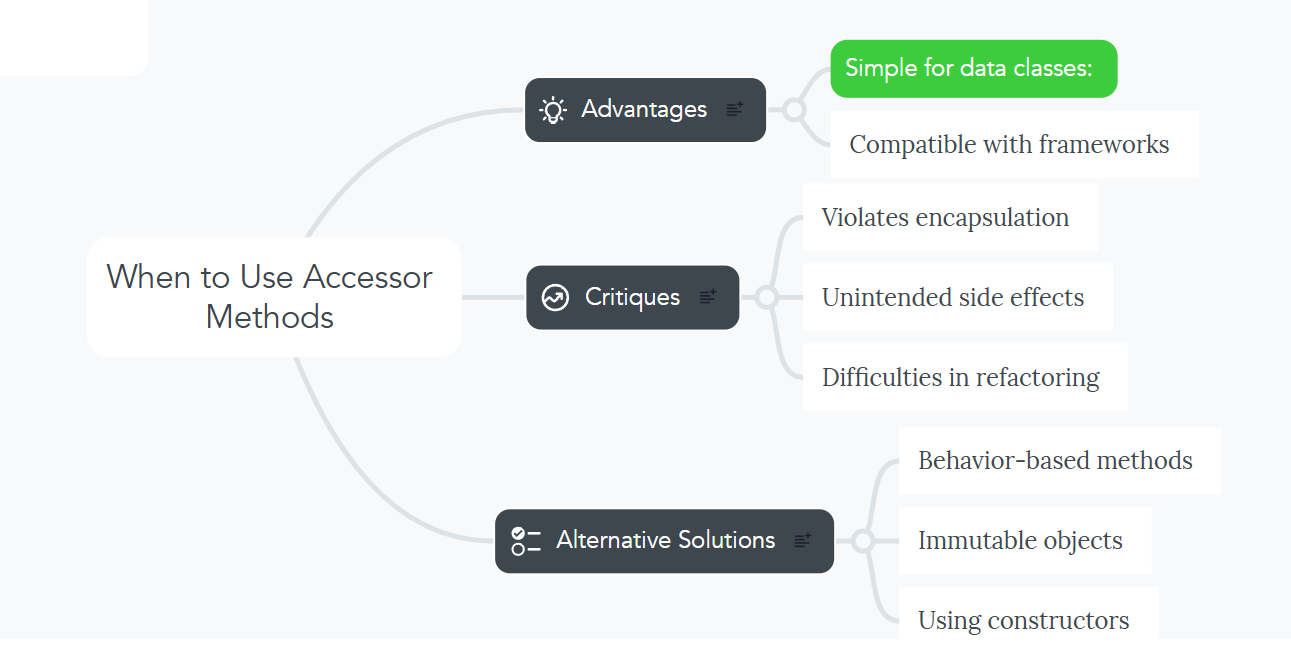 When to Use Accessor
Methods
Advantages
Simple for data classes:
Compatible with frameworks
Critiques
Violates encapsulation
Unintended side effects
Difficulties in refactoring
Alternative Solutions
Behavior-based methods
Immutable objects
Using constructors